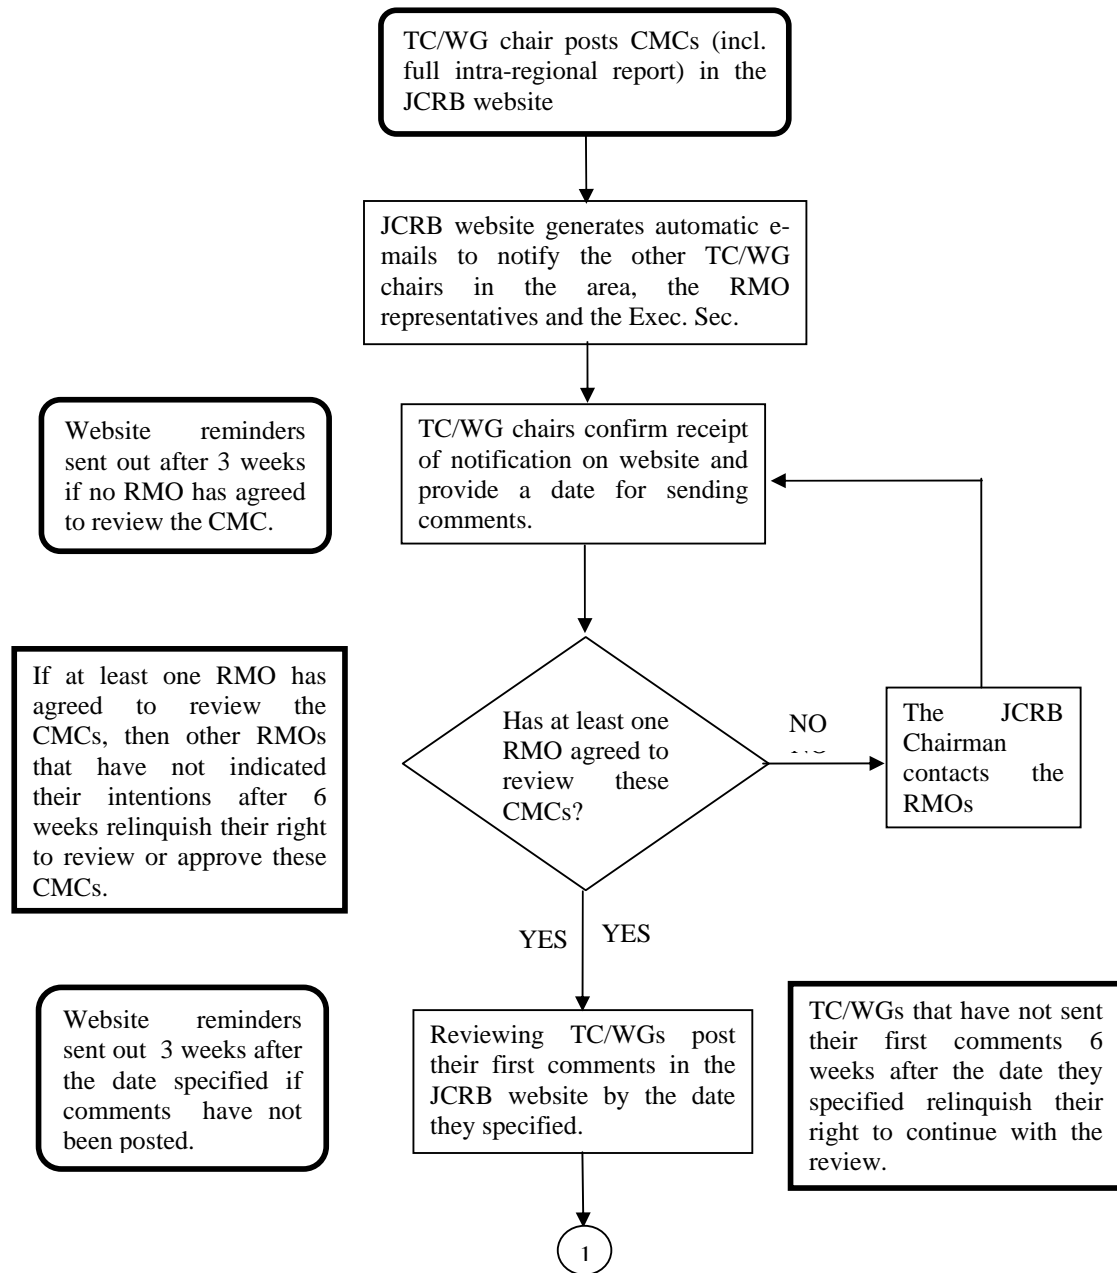 TC/WG chair posts CMCs (incl.
full intra-regional report) in the
JCRB website
JCRB website generates automatic e-
mails to notify the other TC/WG
chairs in the area, the RMO
representatives and the Exec. Sec.
Website reminders
sent out after 3 weeks
if no RMO has agreed
to review the CMC.
TC/WG chairs confirm receipt
of notification on website and
provide a date for sending
comments.
If at least one RMO has
agreed to review the
CMCs, then other RMOs
that have not indicated
their intentions after 6
weeks relinquish their right
to review or approve these
CMCs.
Has at least one
RMO agreed to
review these
CMCs?
NO
The JCRB
Chairman
contacts the
RMOs
YES YES
Website reminders
sent out 3 weeks after
the date specified if
comments have not
been posted.
Reviewing TC/WGs post
their first comments in the
JCRB website by the date
they specified.
TC/WGs that have not sent
their first comments 6
weeks after the date they
specified relinquish their
right to continue with the
review.
1